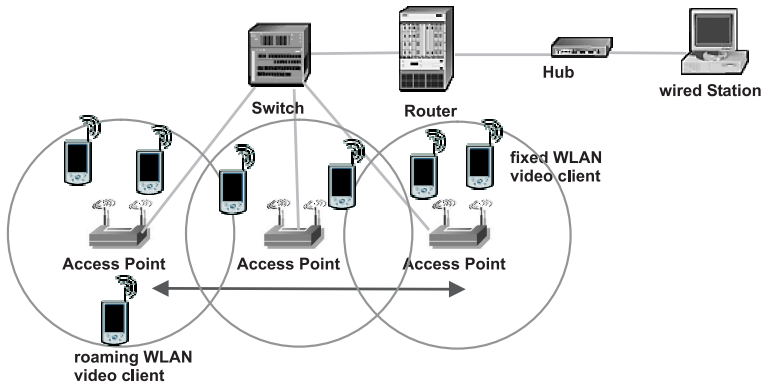 Switch
Router
Hub
wired Station
fixed WLAN
video client
Access Point
Access Point
Access Point
roaming WLAN
video client